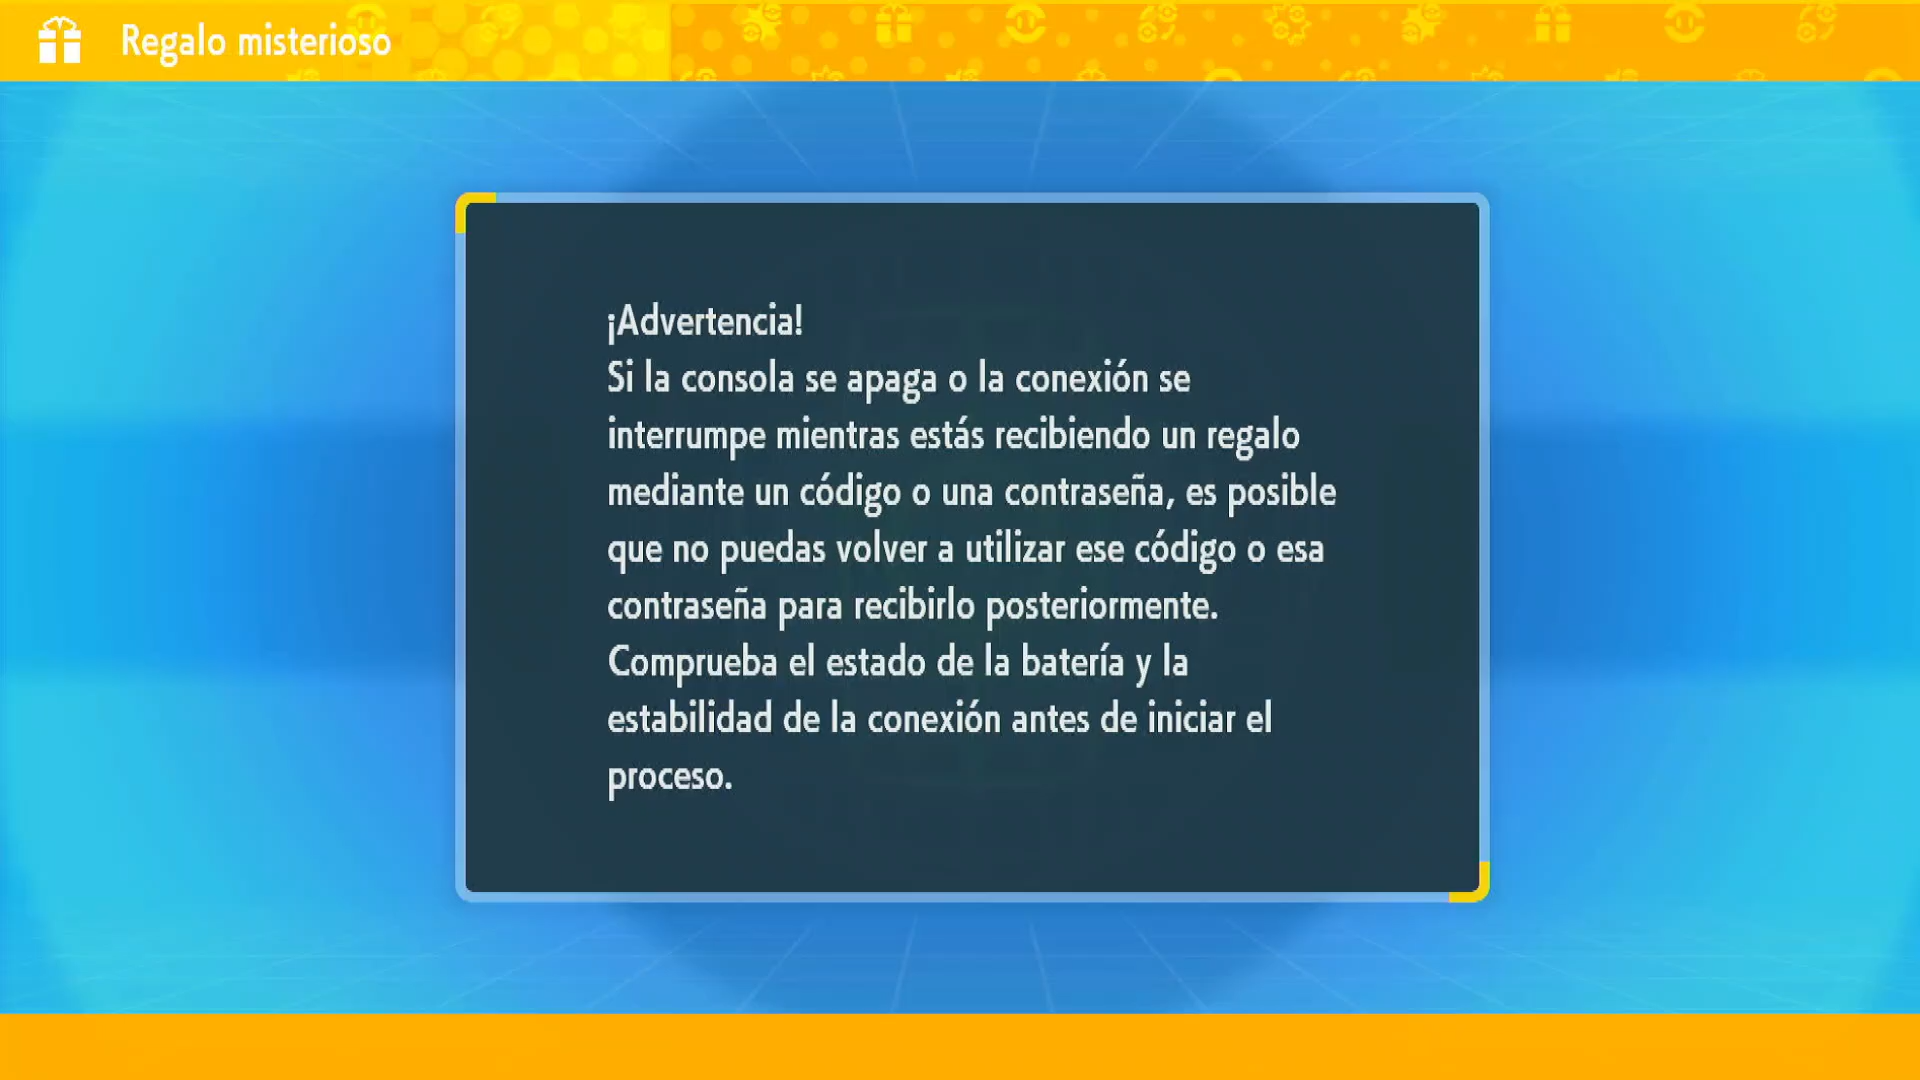 Regalo misterioso
¡Advertencia!
Si la consola se apaga o la conexión se
interrumpe mientras estás recibiendo un regalo
mediante un código o una contraseña, es posible
que no puedas volver a utilizar ese código o esa
contraseña para recibirlo posteriormente.
Comprueba el estado de la batería y la
estabilidad de la conexión antes de iniciar el
proceso.